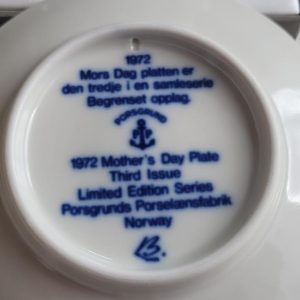 1972
Mors Dag platten er
den tredje i en samleserie
Begrenset opplag.
PORSGRUND
1972 Mother's Day Plate
Third Issue
Limited Edition Series
Porsgrunds Porselænsfabrik
Norway